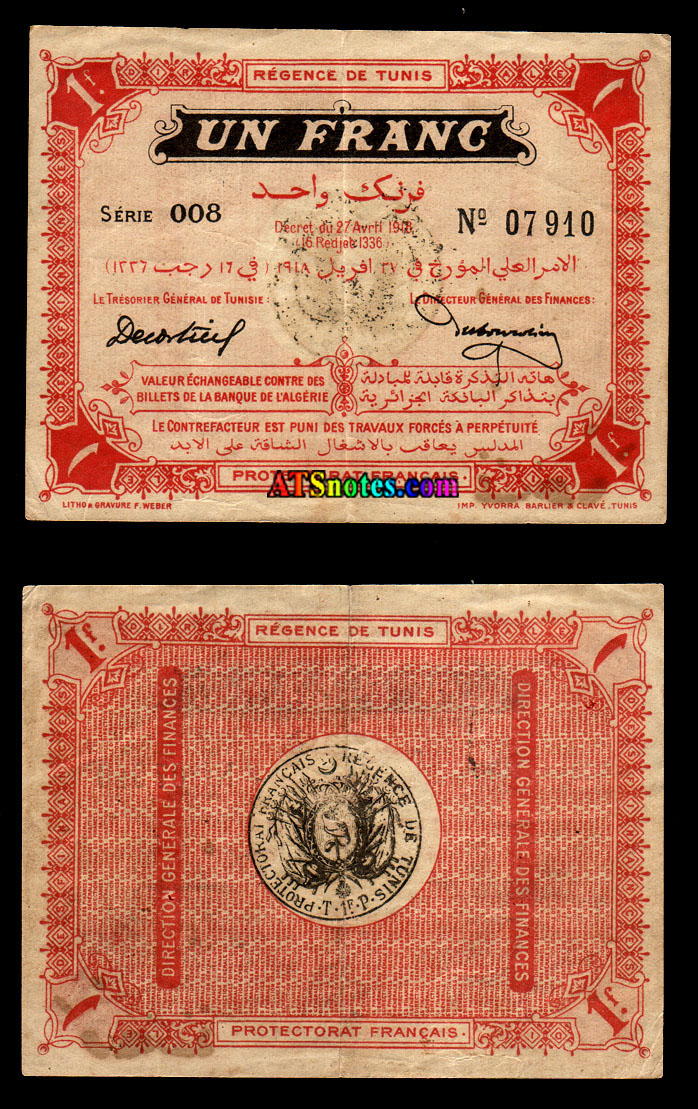 1.f
RÉGENCE DE TUNIS
UN FRANC
فرنك واحد
SÉRIE 008
Nº 07910
Décret du 27 Avril 1918
(16 Redjeb 1336)
الامر العلي المؤرخ في ٢٧ افريل ١٩١٨ (في ١٦ رجب ١٣٣٦)
LE TRÉSORIER GÉNÉRAL DE TUNISIE:
LE DIRECTEUR GÉNÉRAL DES FINANCES:
VALEUR ÉCHANGEABLE CONTRE DES
BILLETS DE LA BANQUE DE L'ALGÉRIE
هاته التذكرة قابلة للمبادلة
بتذاكر البانكة الجزائرية
LE CONTREFACTEUR EST PUNI DES TRAVAUX FORCÉS À PERPÉTUITÉ
المدلس يعاقب بالاشغال الشاقة على الابد
1.f
PROTECTORAT FRANÇAIS
ATSnotes.com
LITHO & GRAVURE F. WEBER
IMP. YVORRA BARLIER & CLAVÉ. TUNIS
1.f
RÉGENCE DE TUNIS
DIRECTION GÉNÉRALE DES FINANCES
PROTECTORAT FRANÇAIS · RÉGENCE DE TUNIS
· T · 1F · P ·
DIRECTION GÉNÉRALE DES FINANCES
1.f
PROTECTORAT FRANÇAIS